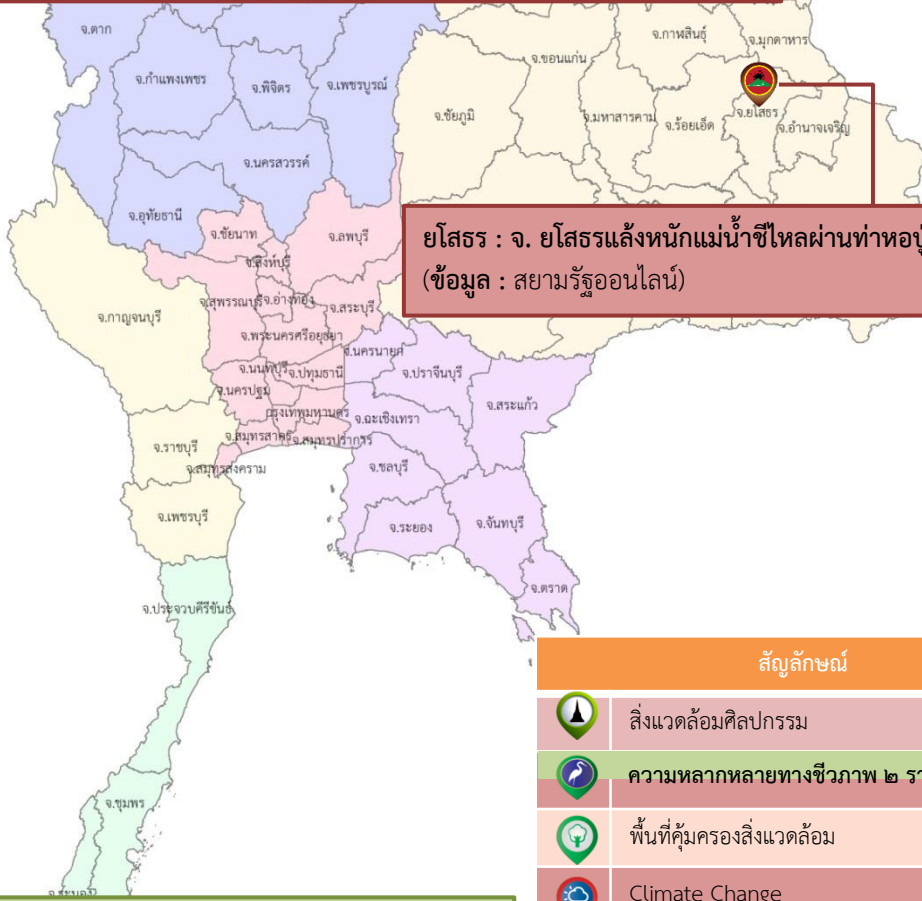 จ.ตาก
จ.กำแพงเพชร
จ.พิจิตร
จ.เพชรบูรณ์
จ.ขอนแก่น
จ.กาฬสินธุ์
จ.มุกดาหาร
จ.ชัยภูมิ
จ.มหาสารคาม
จ.ร้อยเอ็ด
จ.ยโสธร
จ.อำนาจเจริญ
จ.นครสวรรค์
จ.อุทัยธานี
จ.ชัยนาท
จ.ลพบุรี
จ.สิงห์บุรี
ยโสธร : จ. ยโสธรแล้งหนักแม่น้ำชีไหลผ่านท่าหอ
(ข้อมูล : สยามรัฐออนไลน์)
จ.สุพรรณบุรี
จ.อ่างทอง
จ.สระบุรี
จ.กาญจนบุรี
จ.พระนครศรีอยุธยา
จ.นครนายก
จ.นนทบุรี
จ.ปทุมธานี
จ.ปราจีนบุรี
จ.นครปฐม
กรุงเทพมหานคร
จ.ฉะเชิงเทรา
จ.สระแก้ว
จ.ราชบุรี
จ.สมุทรสาคร
จ.สมุทรปราการ
จ.สมุทรสงคราม
จ.ชลบุรี
จ.เพชรบุรี
จ.ระยอง
จ.จันทบุรี
จ.ตราด
จ.ประจวบคีรีขันธ์
จ.ชุมพร
จ.ระนอง
สัญลักษณ์
สิ่งแวดล้อมศิลปกรรม
ความหลากหลายทางชีวภาพ ๒
พื้นที่คุ้มครองสิ่งแวดล้อม
Climate Change